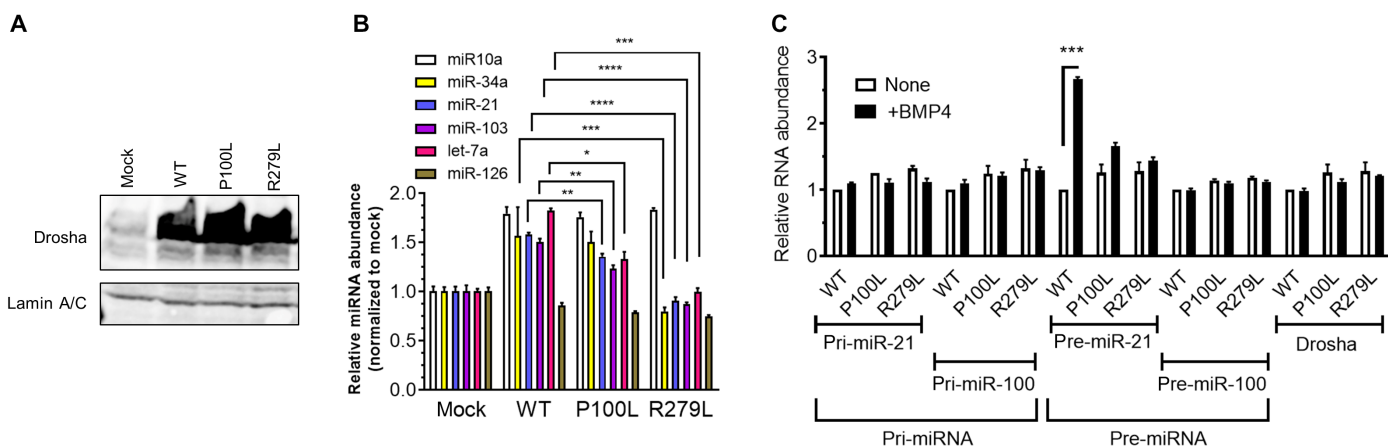 A
Mock
WT
P100L
R279L
Drosha
Lamin A/C
B
miR10a
miR-34a
miR-21
miR-103
let-7a
miR-126
***
****
****
***
*
**
**
Relative miRNA abundance
(normalized to mock)
2.0
1.5
1.0
0.5
0.0
Mock WT P100L R279L
C
Relative RNA abundance
3
2
1
0
None
+BMP4
***
WT P100L R279L WT P100L R279L WT P100L R279L WT P100L R279L WT P100L R279L
Pri-miR-21 Pre-miR-21 Drosha
Pri-miR-100 Pre-miR-100
Pri-miRNA Pre-miRNA